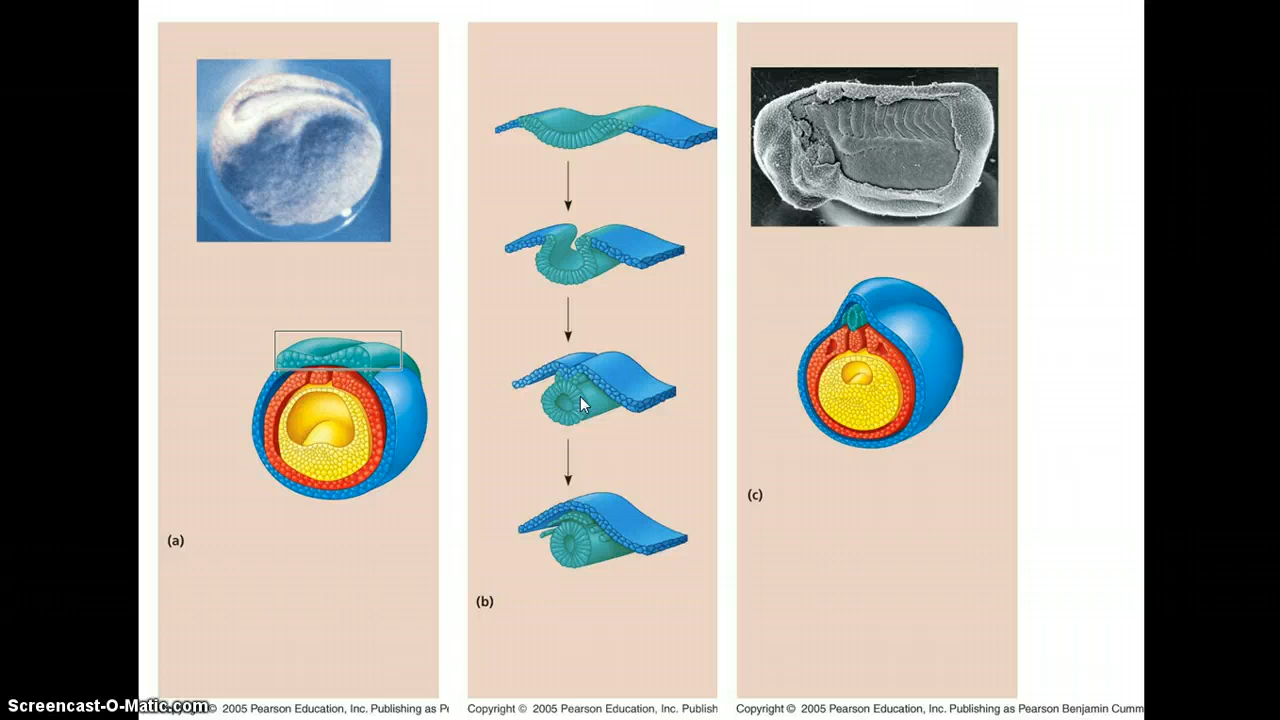 (a)
(b)
(c)
Screencast-O-Matic.com
© 2005 Pearson Education, Inc. Publishing as P
Copyright © 2005 Pearson Education, Inc. Publish
Copyright © 2005 Pearson Education, Inc. Publishing as Pearson Benjamin Cumm